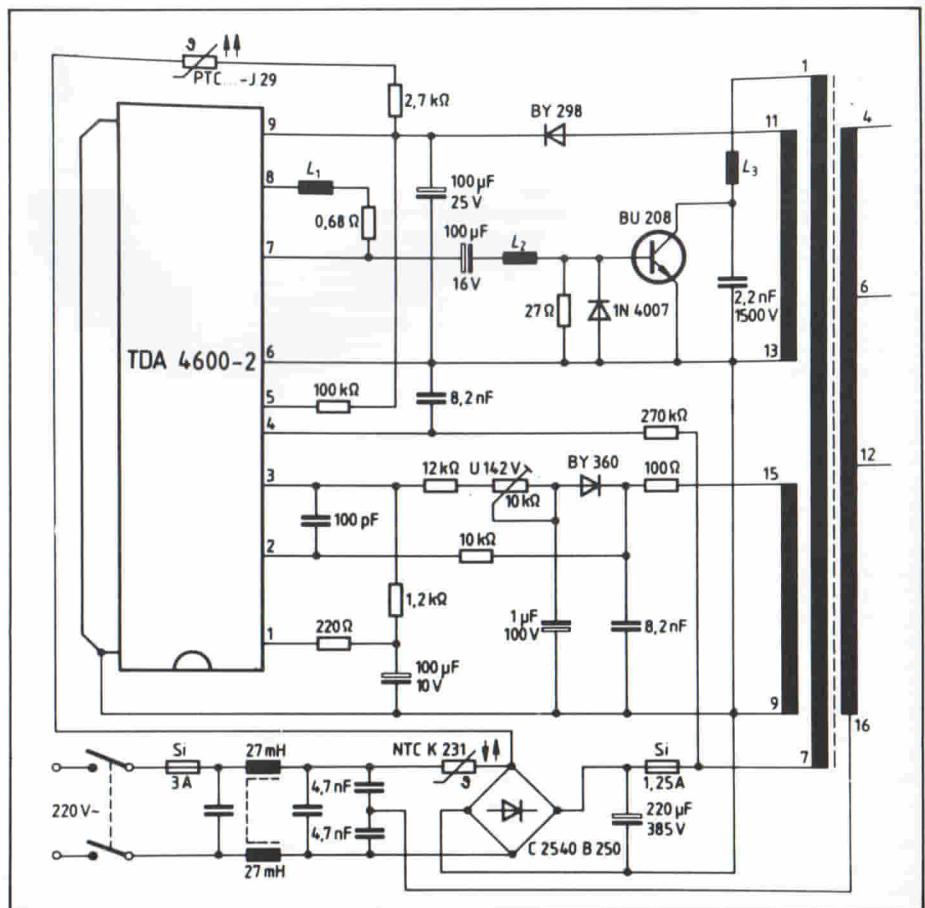 ϑ
PTC...-J 29
1
2,7 kΩ
BY 298
11
4
9
8
L1
100 µF
25 V
L3
0,68 Ω
BU 208
100 µF
7
L2
16 V
27 Ω
1N 4007
2,2 nF
1500 V
6
TDA 4600-2
6
13
5
100 kΩ
8,2 nF
4
270 kΩ
12
3
12 kΩ
U 142 V
BY 360
100 Ω
15
10 kΩ
100 pF
2
10 kΩ
1,2 kΩ
1
220 Ω
1 µF
100 V
8,2 nF
100 µF
10 V
9
16
Si
27 mH
NTC K 231
Si
7
3 A
ϑ
1,25 A
220 V~
4,7 nF
220 µF
385 V
4,7 nF
27 mH
C 2540 B 250